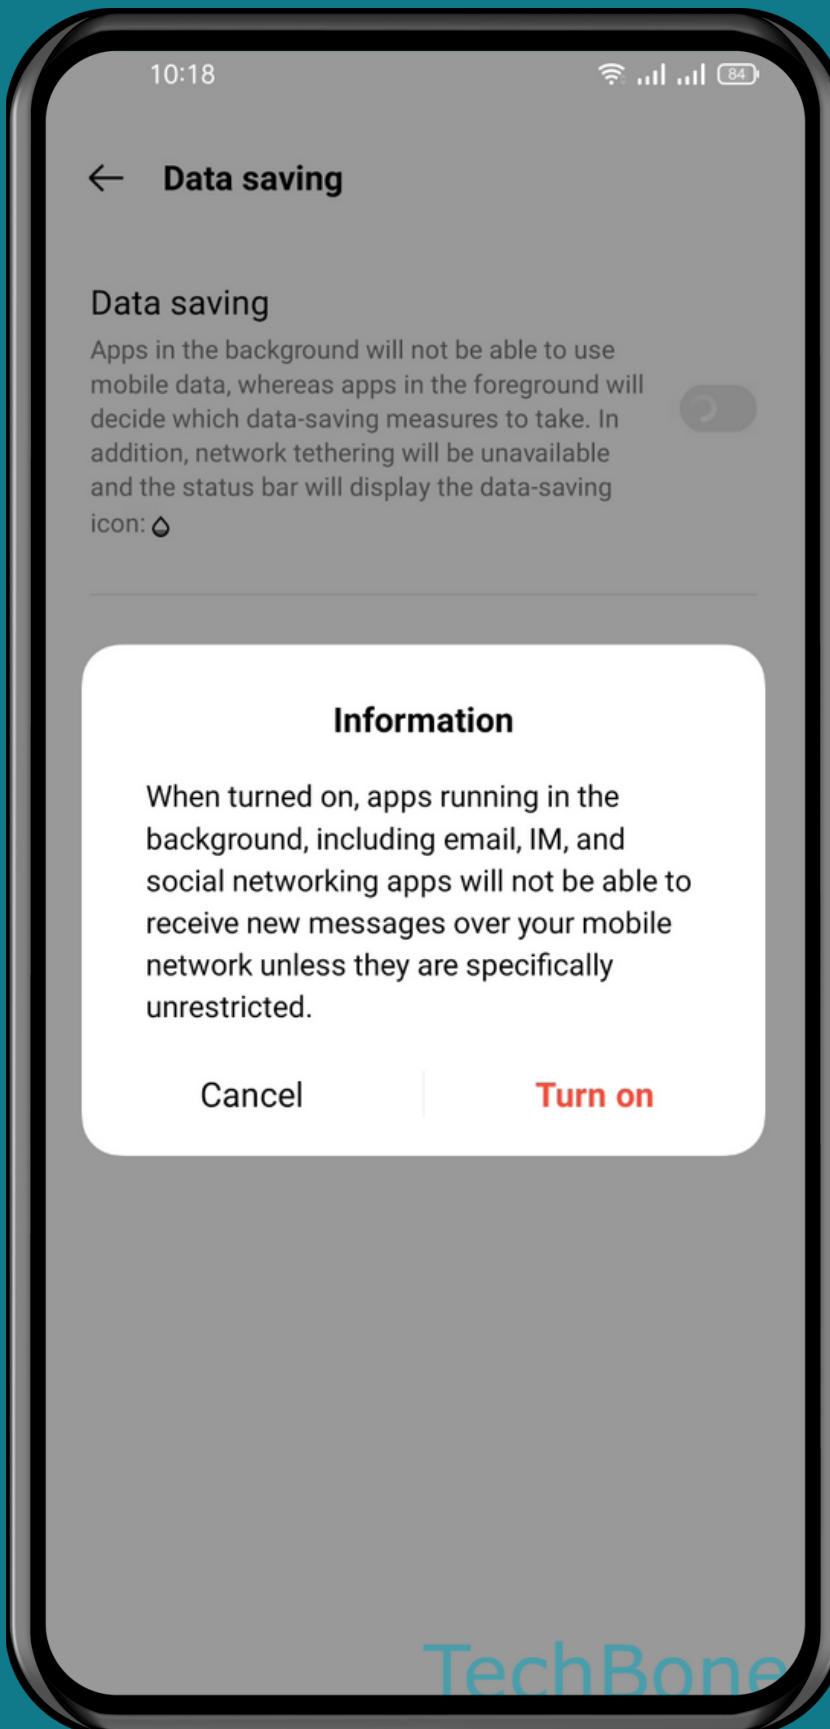 10:18
84
Data saving
Data saving
Apps in the background will not be able to use
mobile data, whereas apps in the foreground will
decide which data-saving measures to take. In
addition, network tethering will be unavailable
and the status bar will display the data-saving
icon:
Information
When turned on, apps running in the
background, including email, IM, and
social networking apps will not be able to
receive new messages over your mobile
network unless they are specifically
unrestricted.
Cancel
Turn on
TechBone